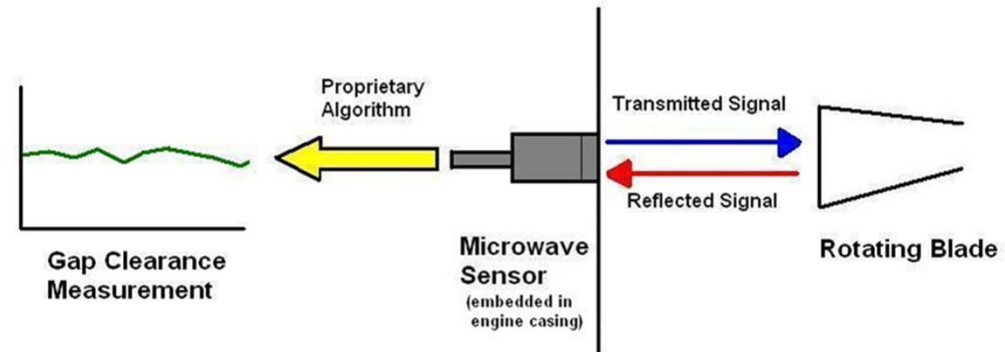 Proprietary
Algorithm
Transmitted Signal
Reflected Signal
Gap Clearance
Measurement
Microwave
Sensor
(embedded in
engine casing)
Rotating Blade